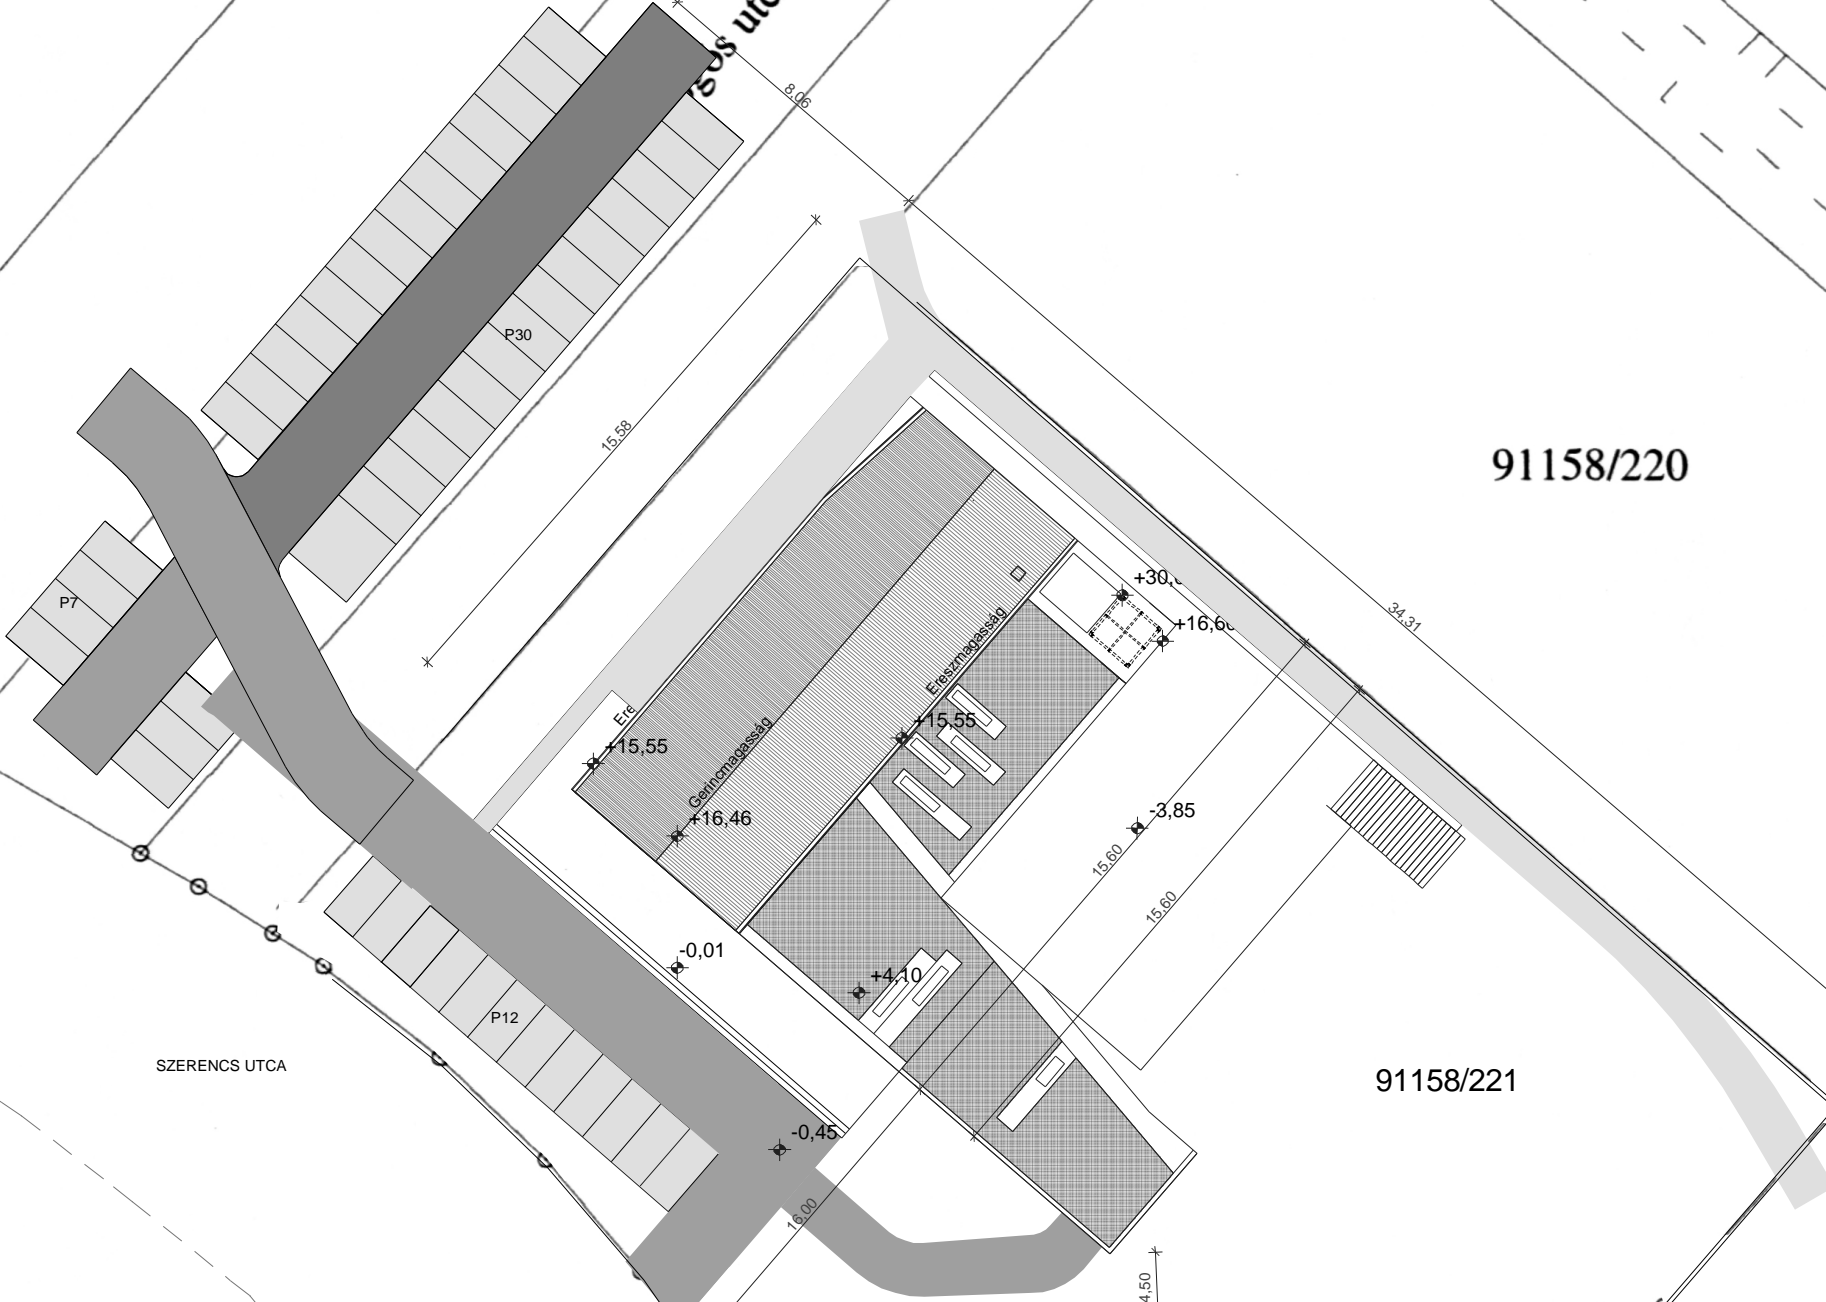 8,06
P30
15,58
91158/220
P7
+30,
+16,6
34,31
Ereszmagasság
Ere
+15,55
+15,55
Gerincmagasság
+16,46
-3,85
15,60
15,60
-0,01
+4,10
P12
SZERENCS UTCA
91158/221
-0,45
16,00
4,50